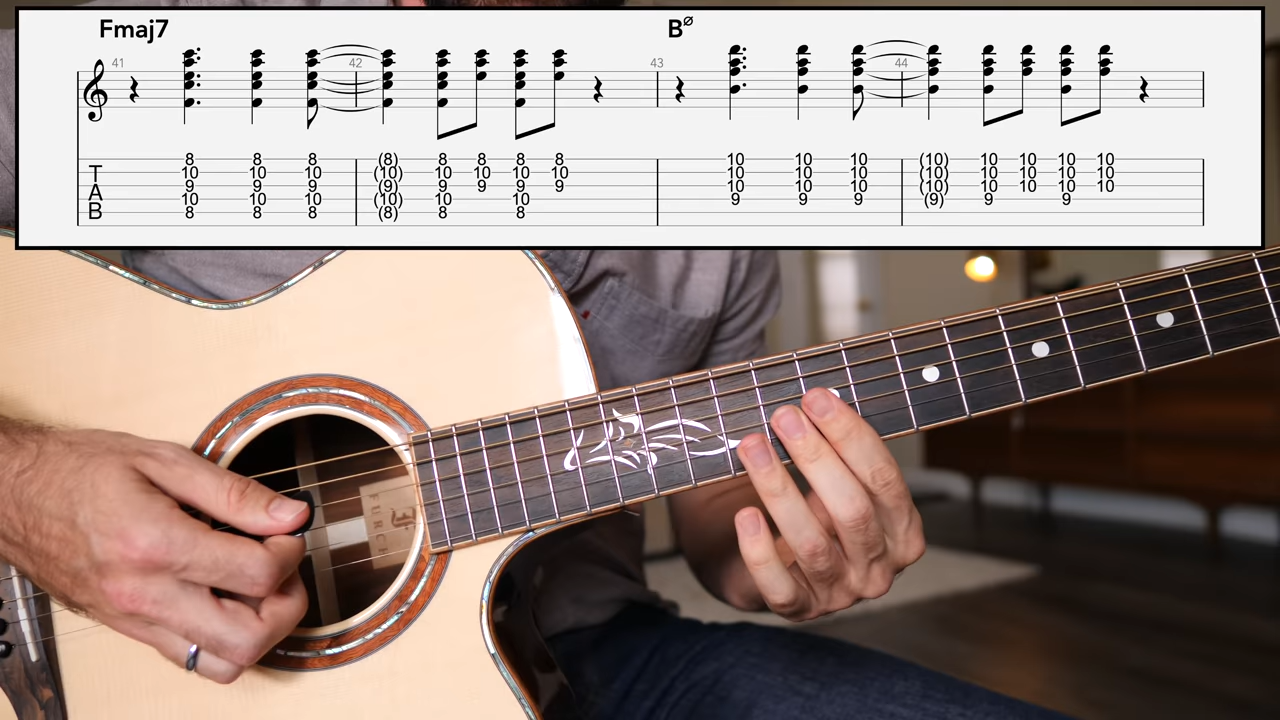 Fmaj7 Bø
41 42 43 44
8 8 8 (8) 8 8 8 8 10 10 10 (10) 10 10 10 10
T 10 10 10 (10) 10 10 10 10 10 10 10 (10) 10 10 10 10
A 9 9 9 (9) 9 9 9 9 10 10 10 (10) 10 10 10 10
10 10 10 (10) 10 10 9 9 9 (9) 9 9
B 8 8 8 (8) 8 8
FURCH